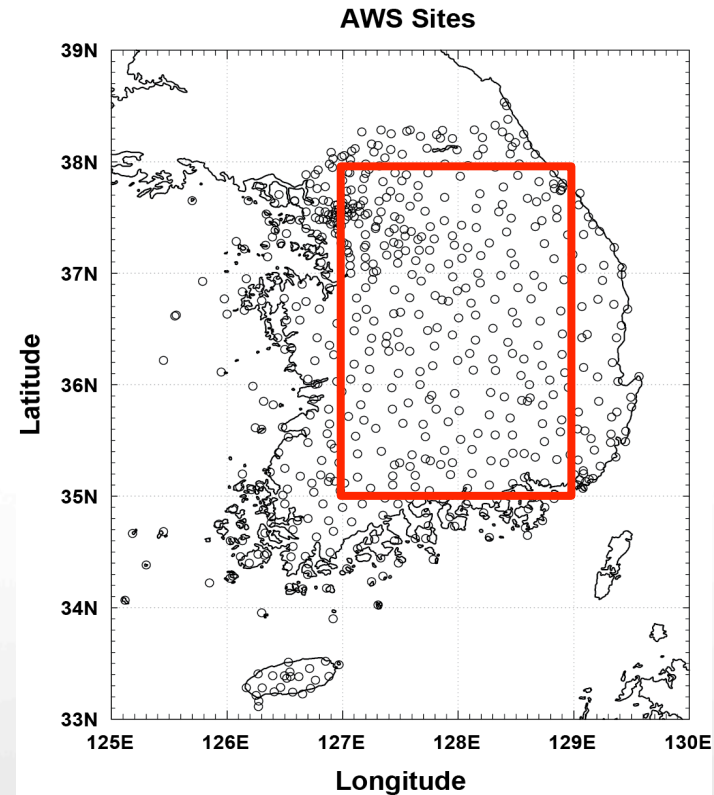 AWS Sites
39N
38N
37N
36N
35N
34N
33N
Latitude
125E 126E 127E 128E 129E 130E
Longitude